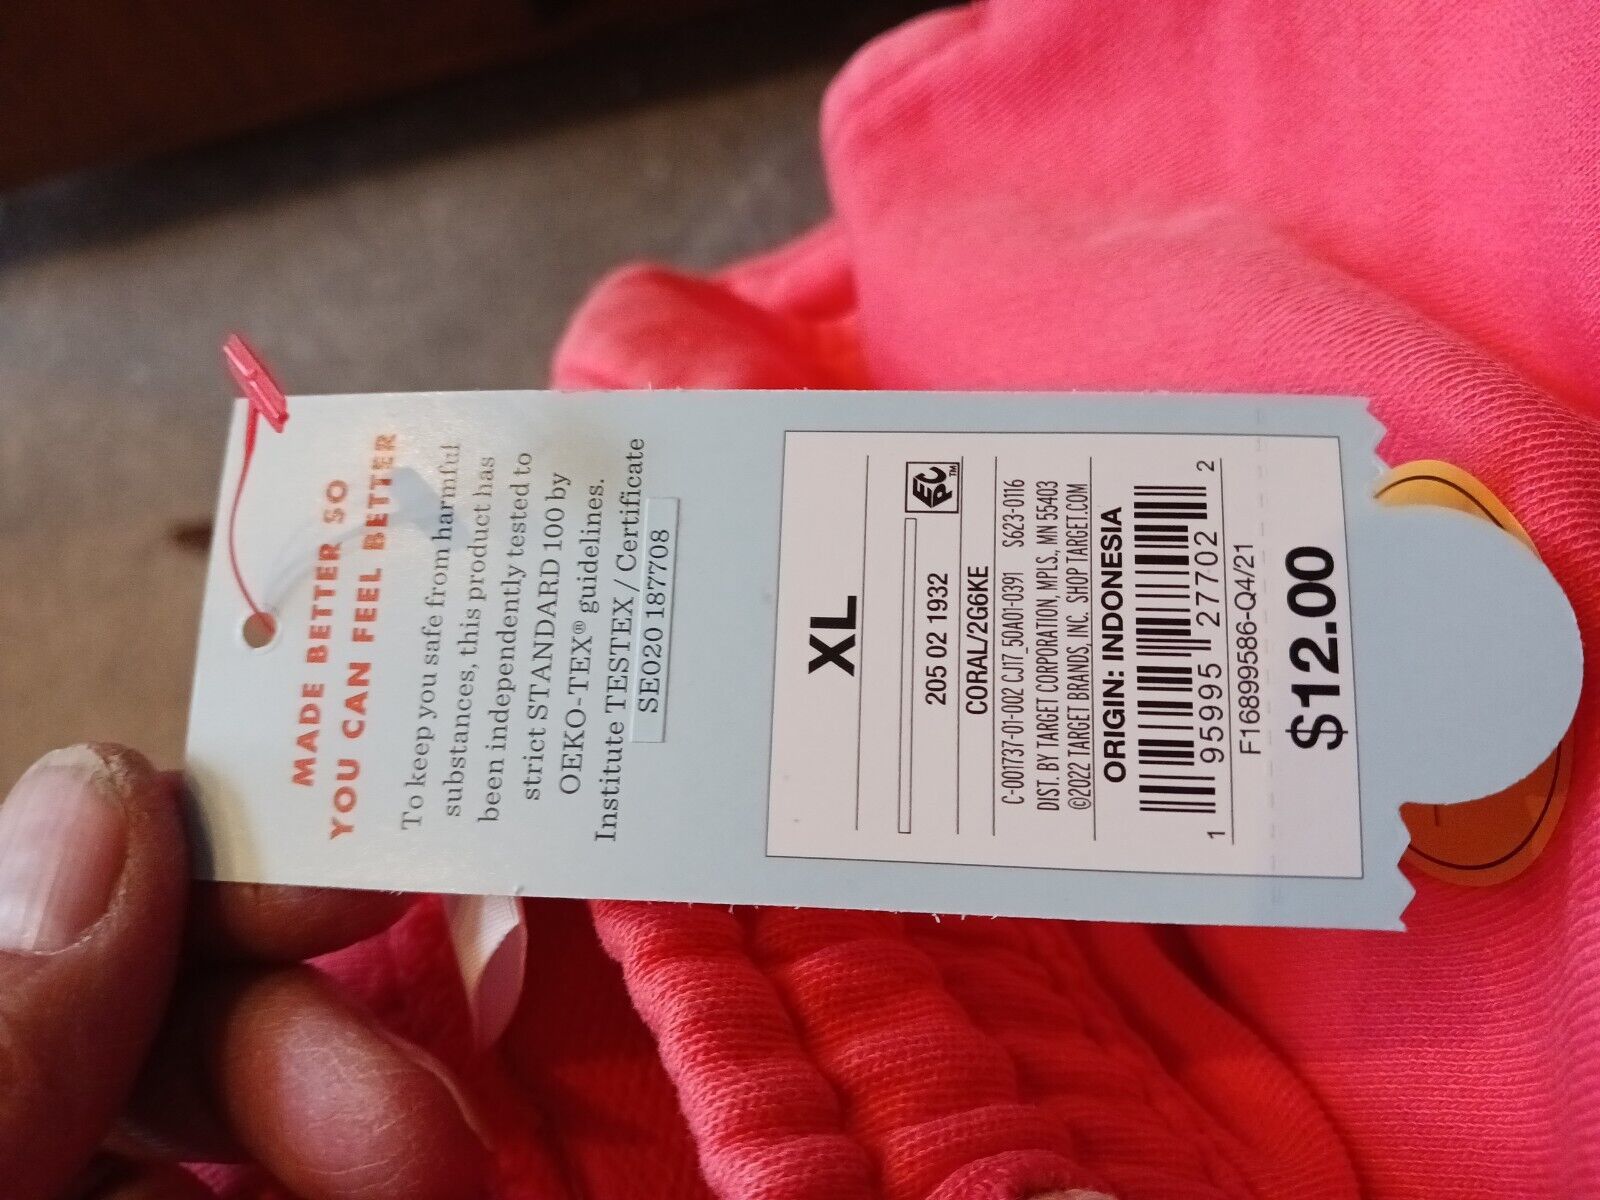 MADE BETTER SO
YOU CAN FEEL BETTER
To keep you safe from harmful
substances, this product has
been independently tested to
strict STANDARD 100 by
OEKO-TEX® guidelines.
Institute TESTEX / Certificate
SE020 187708
XL
205 02 1932
EPC™
CORAL/2G6KE
C-001737-01-002 CJ17_50A01-0391 S623-0116
DIST. BY TARGET CORPORATION, MPLS., MN 55403
©2022 TARGET BRANDS, INC. SHOP TARGET.COM
ORIGIN: INDONESIA
1 95995 27702 2
F16899586-Q4/21
$12.00